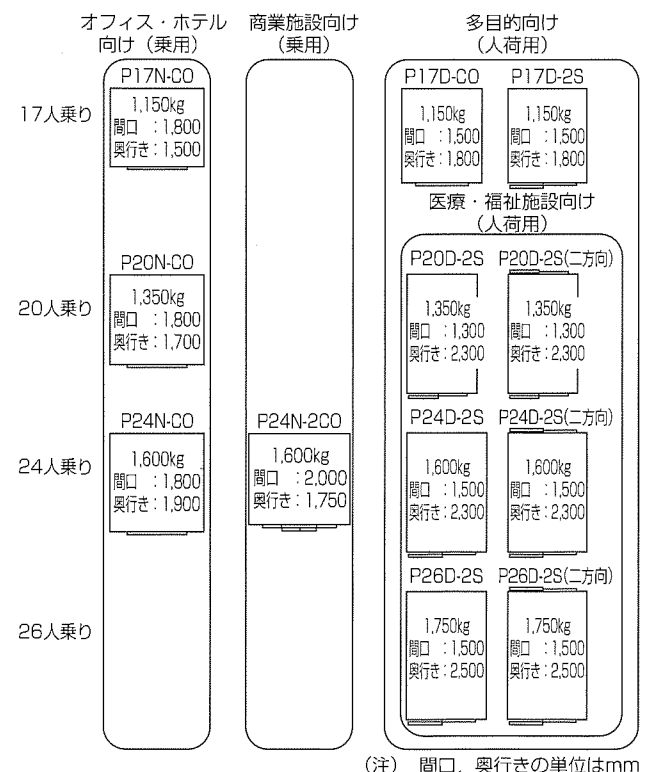 オフィス・ホテル
向け（乗用）
商業施設向け
（乗用）
多目的向け
（人荷用）
17人乗り
P17N-CO
1,150kg
間口　：1,800
奥行き：1,500
P17D-CO
1,150kg
間口　：1,500
奥行き：1,800
P17D-2S
1,150kg
間口　：1,500
奥行き：1,800
医療・福祉施設向け
（人荷用）
20人乗り
P20N-CO
1,350kg
間口　：1,800
奥行き：1,700
P20D-2S
1,350kg
間口　：1,300
奥行き：2,300
P20D-2S(二方向)
1,350kg
間口　：1,300
奥行き：2,300
24人乗り
P24N-CO
1,600kg
間口　：1,800
奥行き：1,900
P24N-2CO
1,600kg
間口　：2,000
奥行き：1,750
P24D-2S
1,600kg
間口　：1,500
奥行き：2,300
P24D-2S(二方向)
1,600kg
間口　：1,500
奥行き：2,300
26人乗り
P26D-2S
1,750kg
間口　：1,500
奥行き：2,500
P26D-2S(二方向)
1,750kg
間口　：1,500
奥行き：2,500
（注）　間口，奥行きの単位はmm